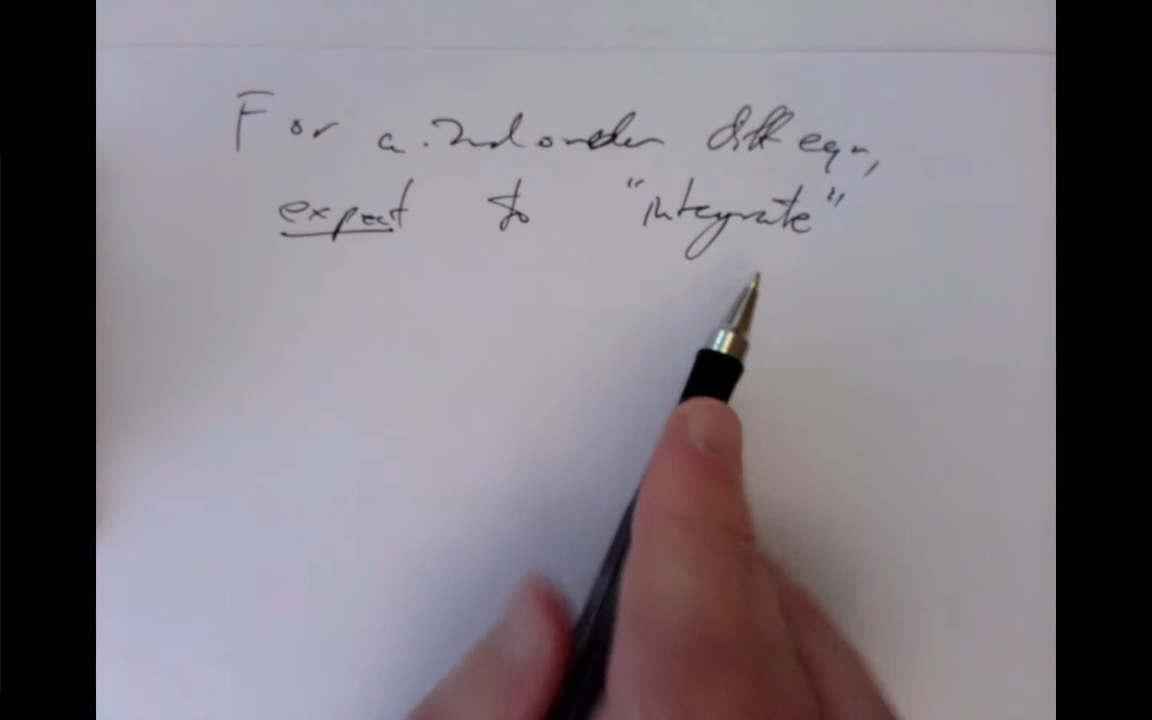 For a 2nd order diff eqn,
expect to "integrate"